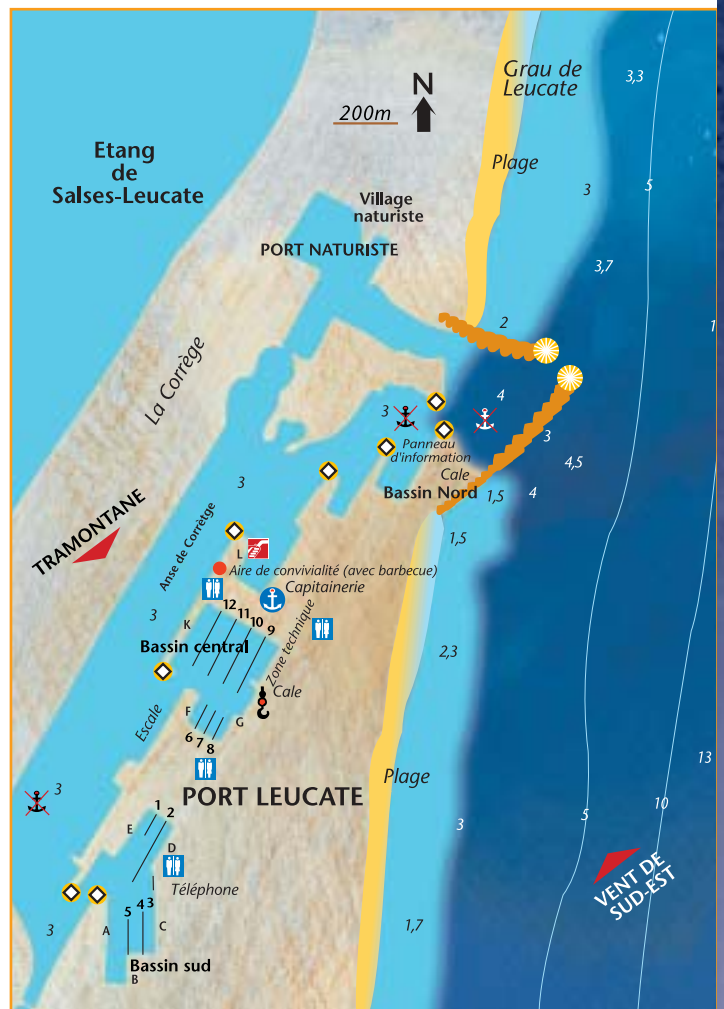 Grau de
Leucate
3,3
N
200m
Etang
de
Salses-Leucate
Plage
3
5
Village
naturiste
PORT NATURISTE
3,7
2
1
La Corrège
4
3
3
Panneau
d'information
Cale
4,5
Bassin Nord
1,5
4
3
TRAMONTANE
1,5
Anse de Corrètge
L
Aire de convivialité (avec barbecue)
Capitainerie
12
11
10
9
3
K
Bassin central
Zone technique
2,3
Cale
Escale
F
G
6
7
8
13
Plage
PORT LEUCATE
3
1
2
10
5
E
3
D
VENT DE
SUD-EST
Téléphone
5
4
3
1,7
3
A
C
Bassin sud
B